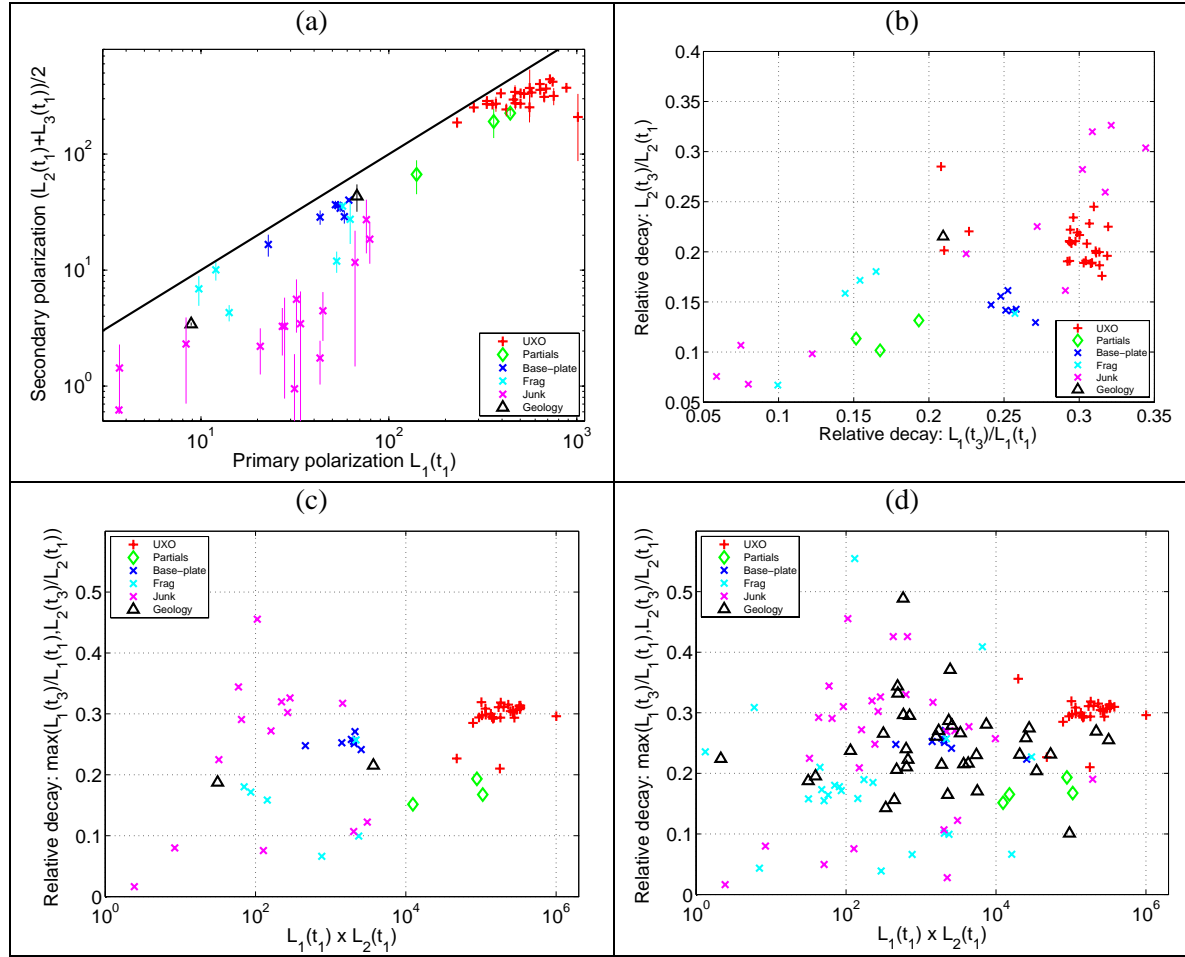 (a)
Secondary polarization (L2(t1)+L3(t1))/2
10^2
10^1
10^0
10^1
10^2
10^3
Primary polarization L1(t1)
UXO
Partials
Base-plate
Frag
Junk
Geology
(b)
Relative decay: L2(t3)/L2(t1)
0.4
0.35
0.3
0.25
0.2
0.15
0.1
0.05
0.05
0.1
0.15
0.2
0.25
0.3
0.35
Relative decay: L1(t3)/L1(t1)
UXO
Partials
Base-plate
Frag
Junk
Geology
(c)
Relative decay: max(L1(t3)/L1(t1),L2(t3)/L2(t1))
UXO
Partials
Base-plate
Frag
Junk
Geology
0.5
0.4
0.3
0.2
0.1
0
10^0
10^2
10^4
10^6
L1(t1) x L2(t1)
(d)
Relative decay: max(L1(t3)/L1(t1),L2(t3)/L2(t1))
UXO
Partials
Base-plate
Frag
Junk
Geology
0.5
0.4
0.3
0.2
0.1
0
10^0
10^2
10^4
10^6
L1(t1) x L2(t1)